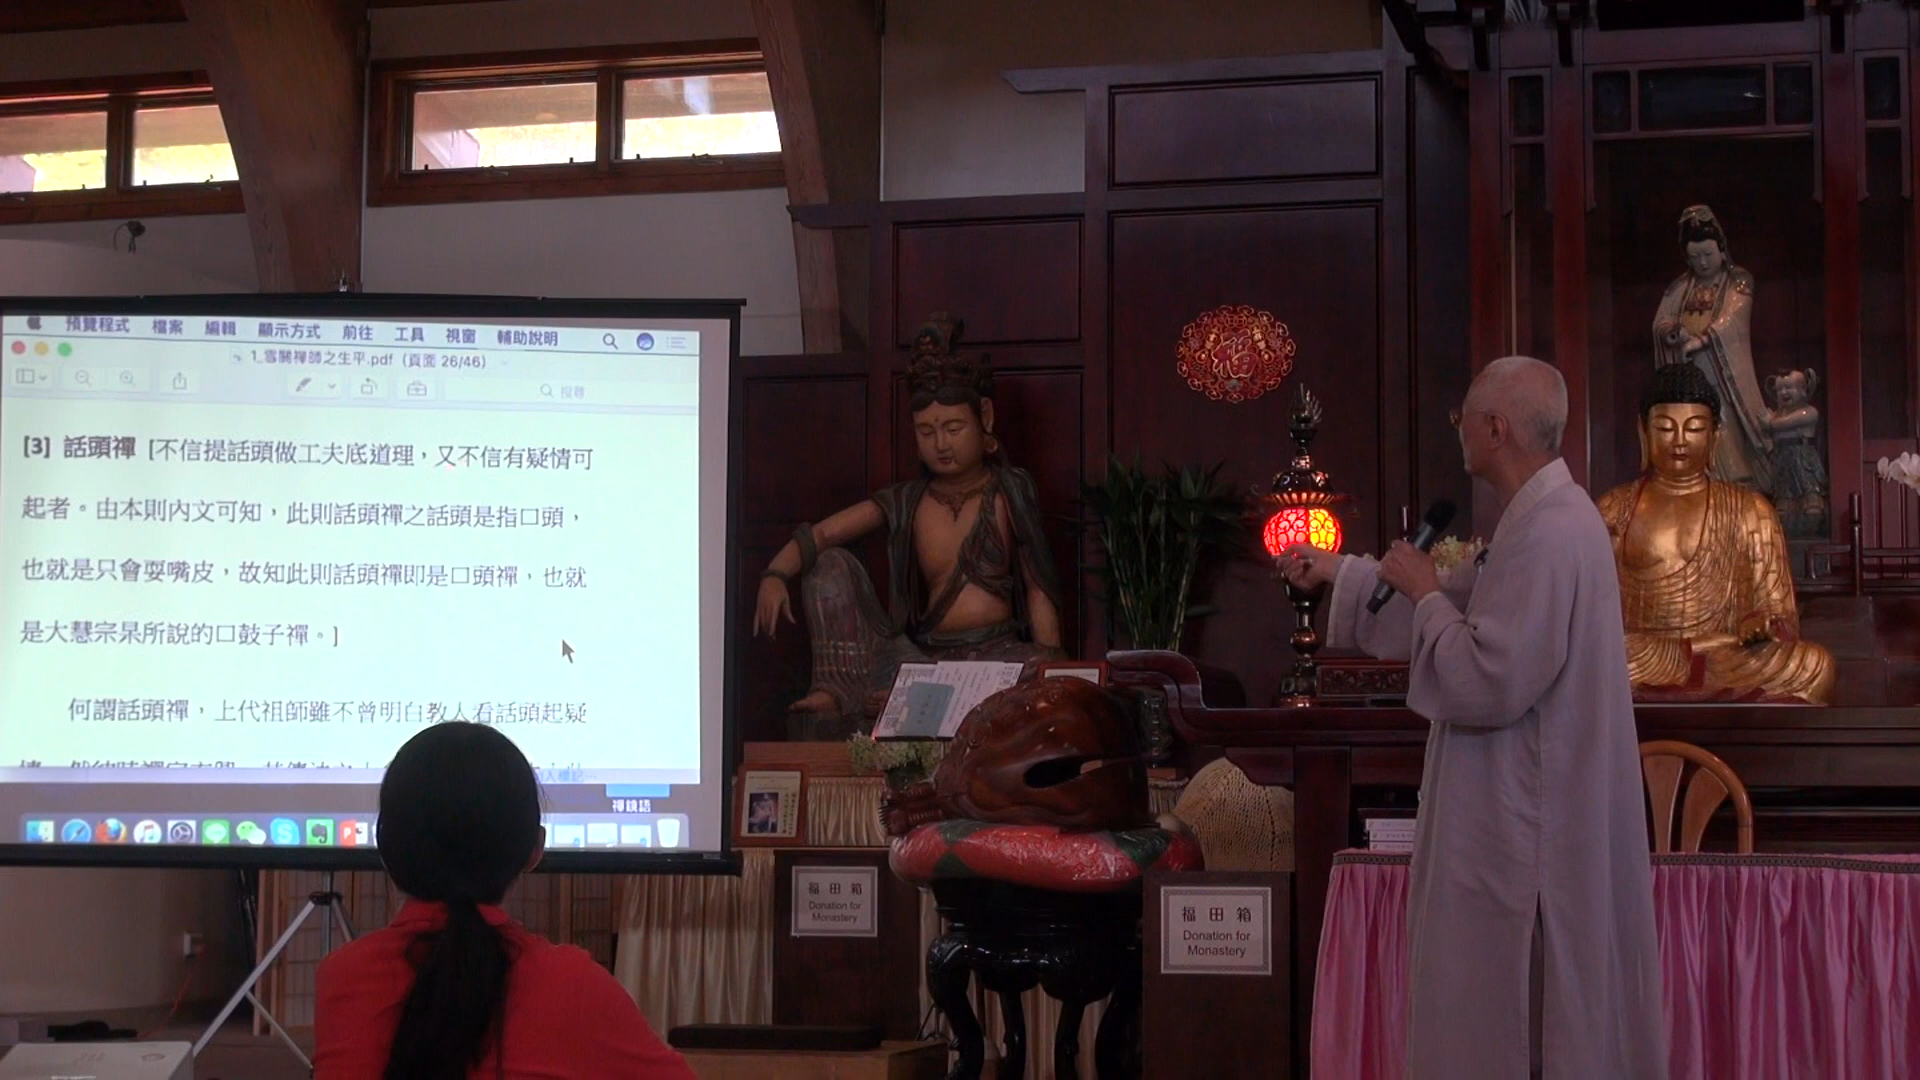 預覽程式 檔案 編輯 顯示方式 前往 工具 視窗 輔助說明
1_雪關禪師之生平.pdf (頁面 26/46)
搜尋
[3] 話頭禪 [不信提話頭做工夫底道理，又不信有疑情可
起者。由本則內文可知，此則話頭禪之話頭是指口頭，
也就是只會耍嘴皮，故知此則話頭禪即是口頭禪，也就
是大慧宗杲所說的口鼓子禪。]
何謂話頭禪，上代祖師雖不曾明白教人看話頭起疑
禪鏡語
福
福田箱
Donation for
Monastery
福田箱
Donation for
Monastery